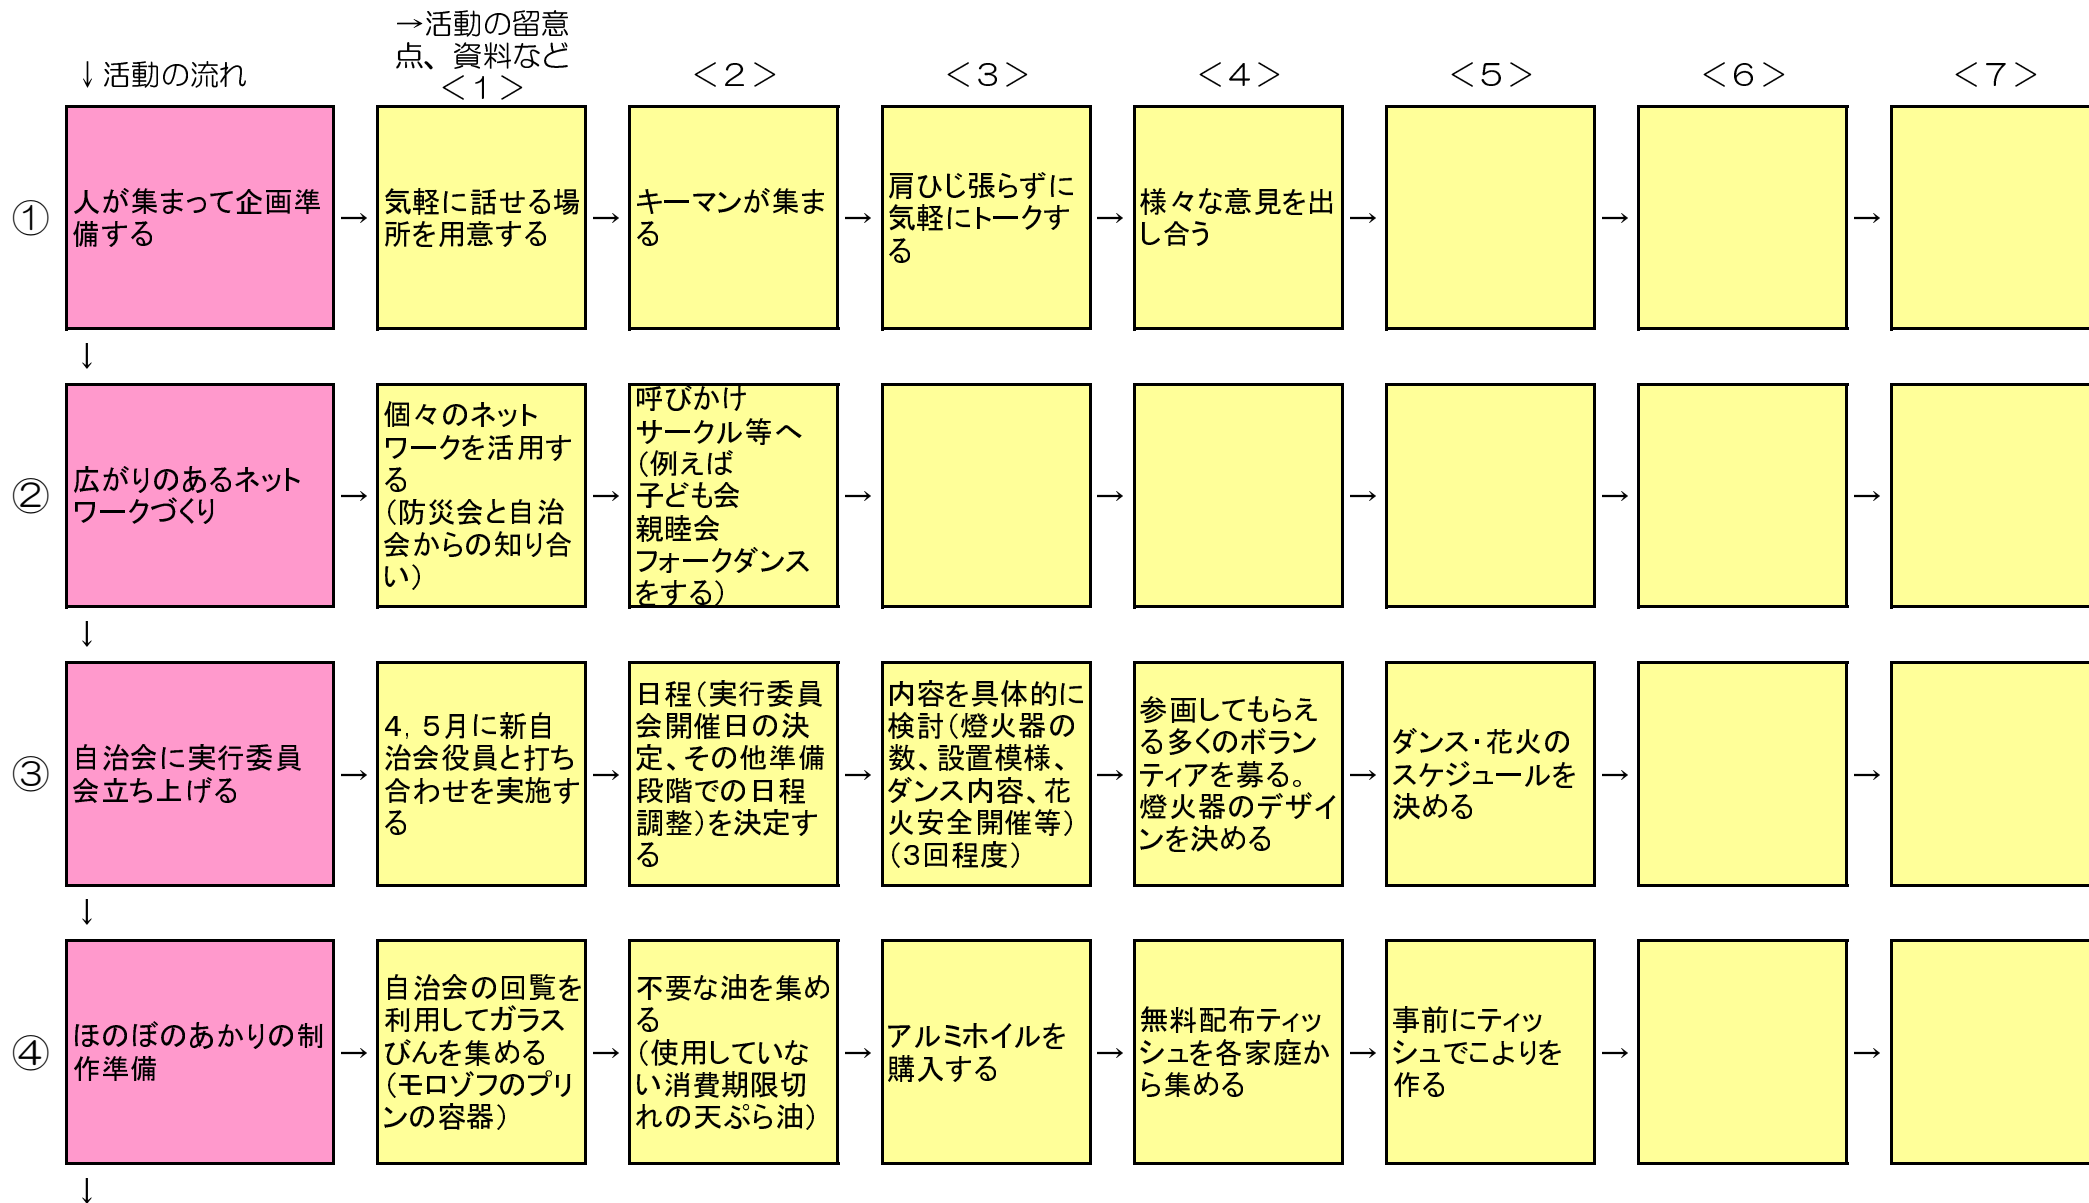 ↓活動の流れ
→活動の留意
点、資料など
＜１＞
＜２＞
＜３＞
＜４＞
＜５＞
＜６＞
＜７＞
①
人が集まって企画準
備する
→
気軽に話せる場
所を用意する
→
キーマンが集ま
る
→
肩ひじ張らずに
気軽にトークす
る
→
様々な意見を出
し合う
→
→
→
↓
②
広がりのあるネット
ワークづくり
→
個々のネット
ワークを活用す
る
（防災会と自治
会からの知り合
い）
→
呼びかけ
サークル等へ
（例えば
子ども会
親睦会
フォークダンス
をする）
→
→
→
→
→
↓
③
自治会に実行委員
会立ち上げる
→
４，５月に新自
治会役員と打ち
合わせを実施す
る
→
日程（実行委員
会開催日の決
定、その他準備
段階での日程
調整）を決定す
る
→
内容を具体的に
検討（燈火器の
数、設置模様、
ダンス内容、花
火安全開催等）
（３回程度）
→
参画してもらえ
る多くのボラン
ティアを募る。
燈火器のデザイ
ンを決める
→
ダンス・花火の
スケジュールを
決める
→
→
↓
④
ほのぼのあかりの制
作準備
→
自治会の回覧を
利用してガラス
びんを集める
（モロゾフのプリ
ンの容器）
→
不要な油を集め
る
（使用していな
い消費期限切
れの天ぷら油）
→
アルミホイルを
購入する
→
無料配布ティッ
シュを各家庭か
ら集める
→
事前にティッ
シュでこよりを
作る
→
→
↓